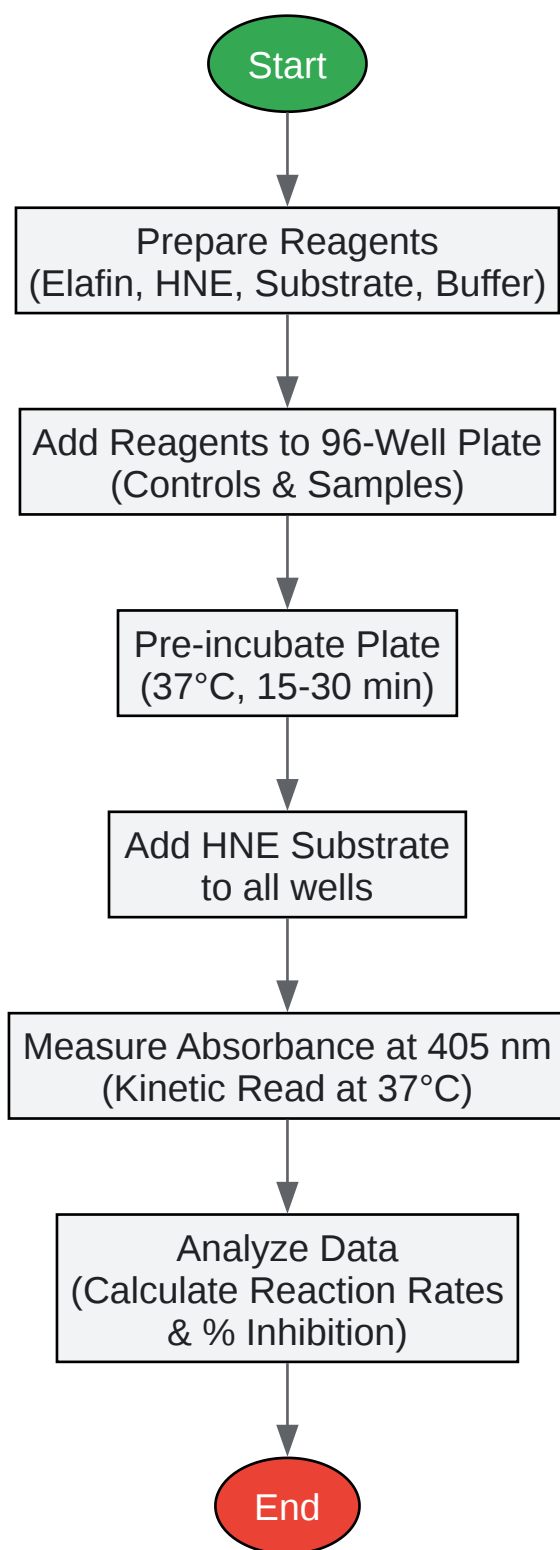 Start
Prepare Reagents
(Elafin, HNE, Substrate, Buffer)
Add Reagents to 96-Well Plate
(Controls & Samples)
Pre-incubate Plate
(37°C, 15-30 min)
Add HNE Substrate
to all wells
Measure Absorbance at 405 nm
(Kinetic Read at 37°C)
Analyze Data
(Calculate Reaction Rates
& % Inhibition)
End